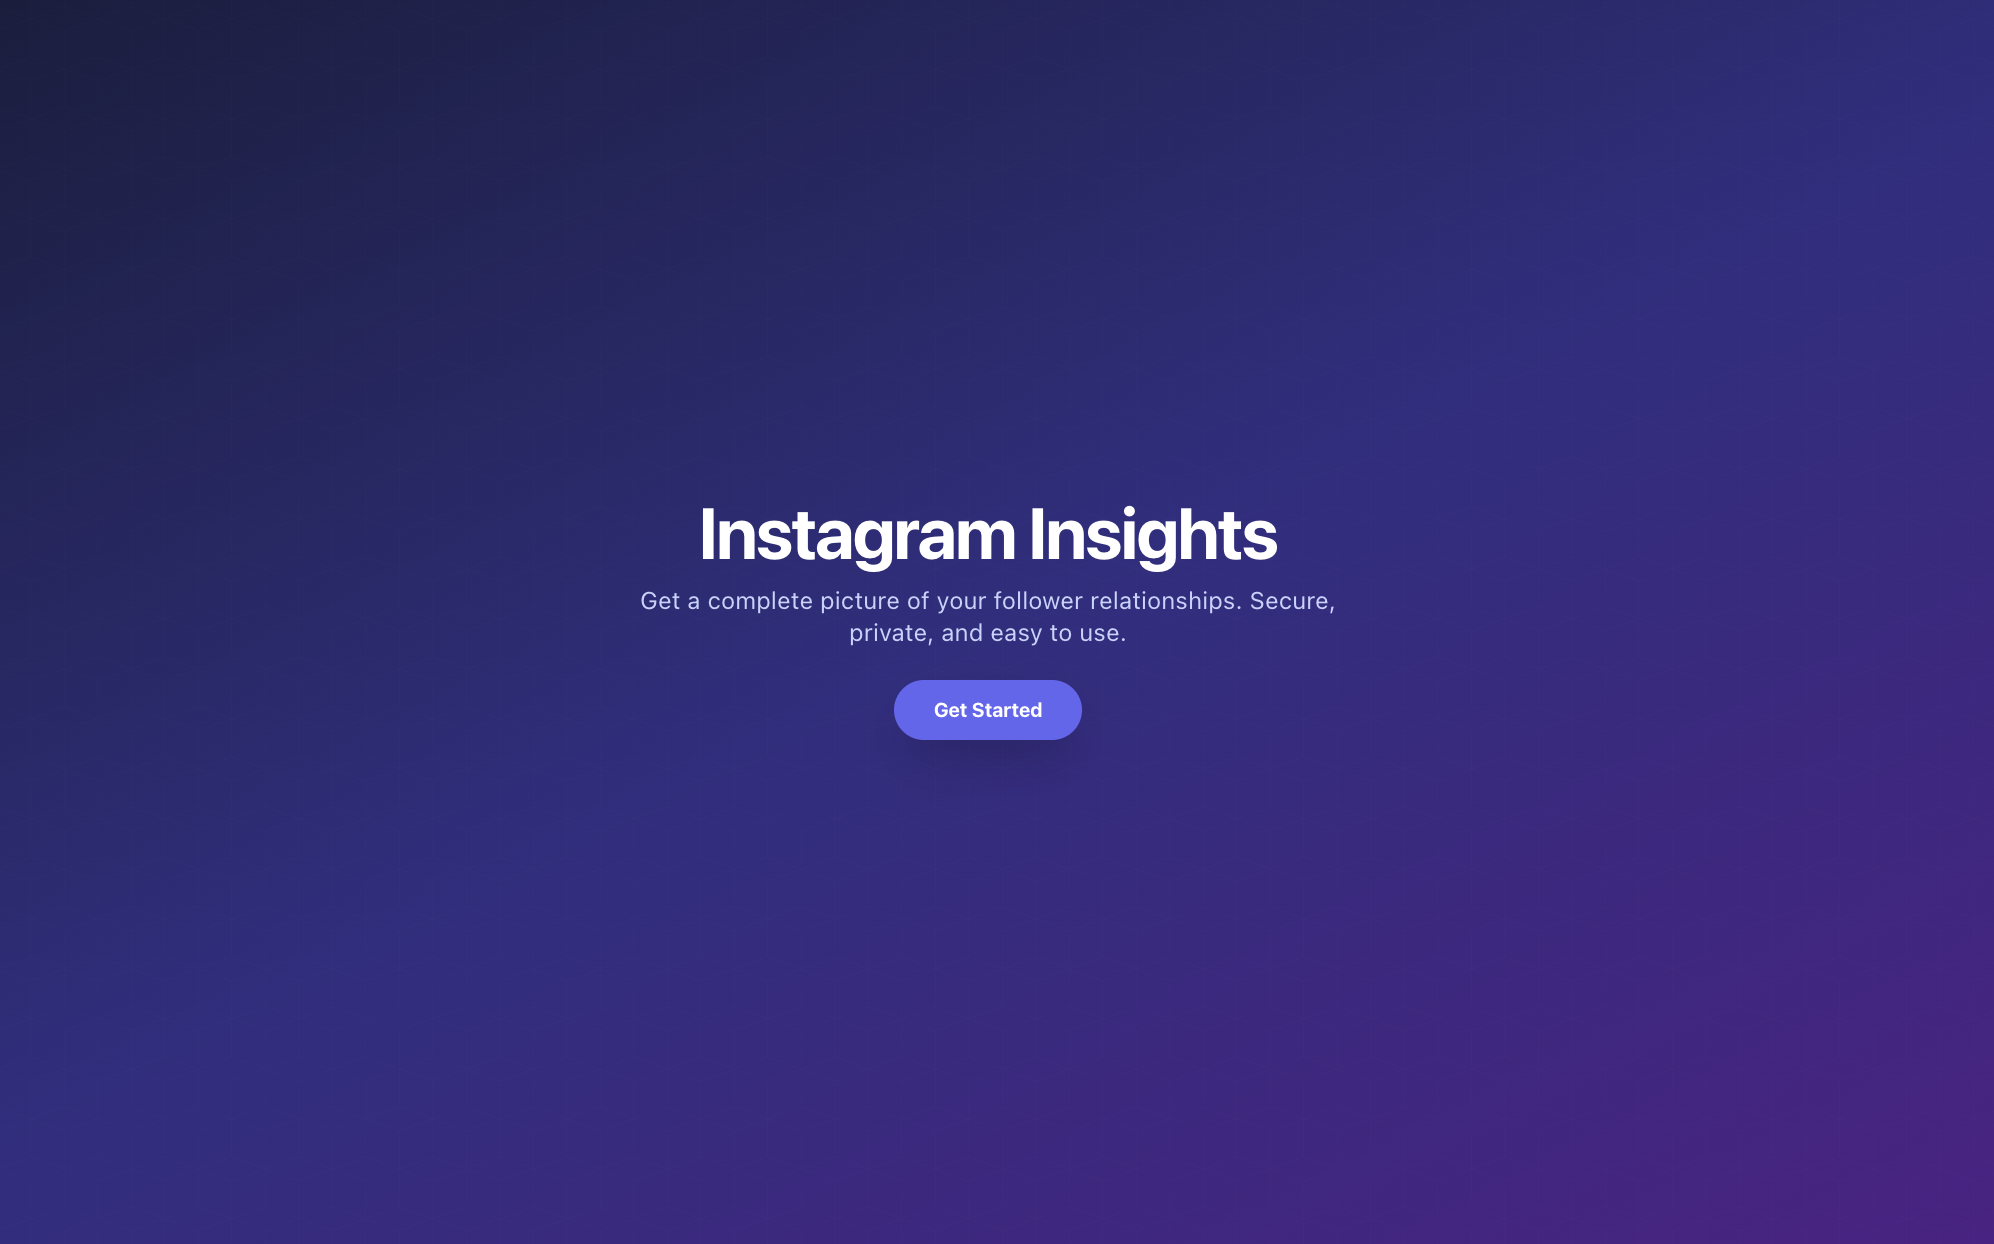 Instagram Insights
Get a complete picture of your follower relationships. Secure,
private, and easy to use.
Get Started